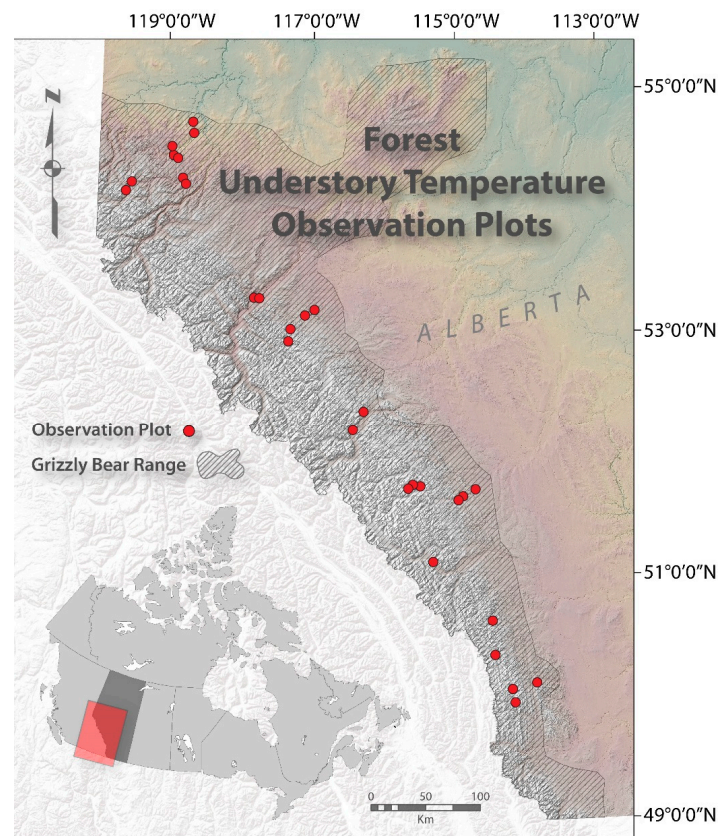 119°0'0"W 117°0'0"W 115°0'0"W 113°0'0"W
55°0'0"N
N
Forest
Understory Temperature
Observation Plots
ALBERTA
53°0'0"N
Observation Plot
Grizzly Bear Range
51°0'0"N
0 50 100
Km
49°0'0"N